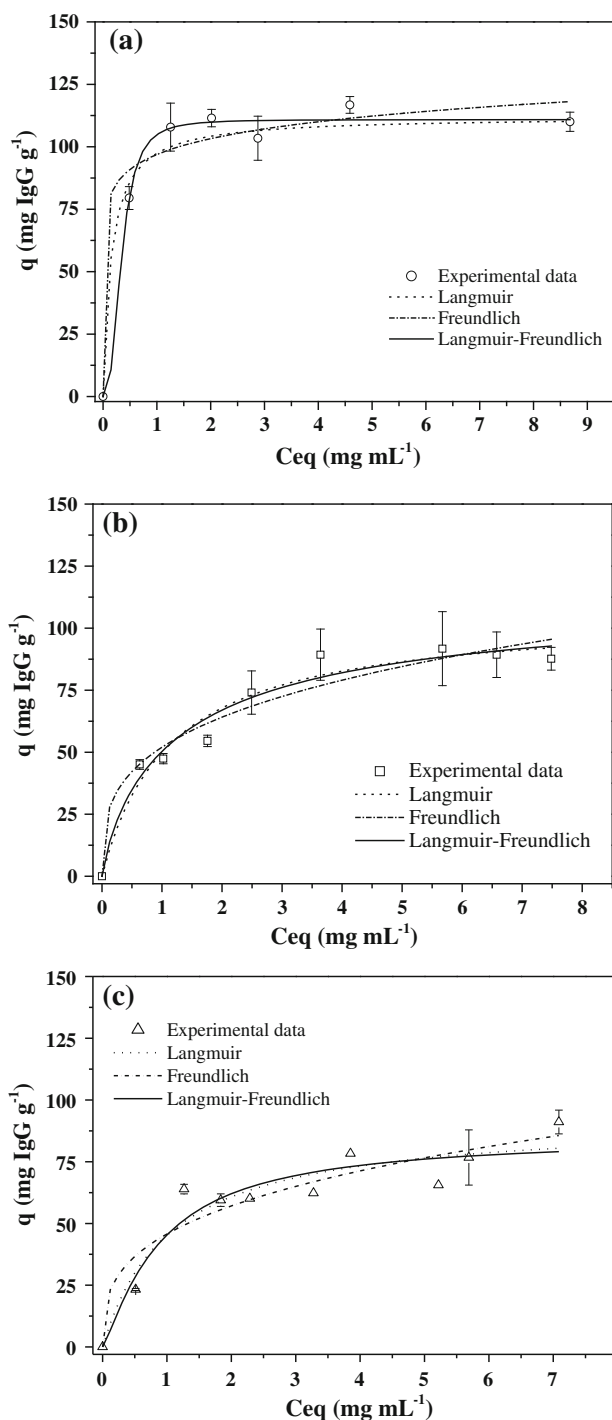 (a)
150
125
100
75
50
25
0
q (mg IgG g⁻¹)
Experimental data
Langmuir
Freundlich
Langmuir-Freundlich
0 1 2 3 4 5 6 7 8 9
Ceq (mg mL⁻¹)
(b)
150
125
100
75
50
25
0
q (mg IgG g⁻¹)
Experimental data
Langmuir
Freundlich
Langmuir-Freundlich
0 1 2 3 4 5 6 7 8
Ceq (mg mL⁻¹)
(c)
150
125
100
75
50
25
0
q (mg IgG g⁻¹)
Experimental data
Langmuir
Freundlich
Langmuir-Freundlich
0 1 2 3 4 5 6 7
Ceq (mg mL⁻¹)